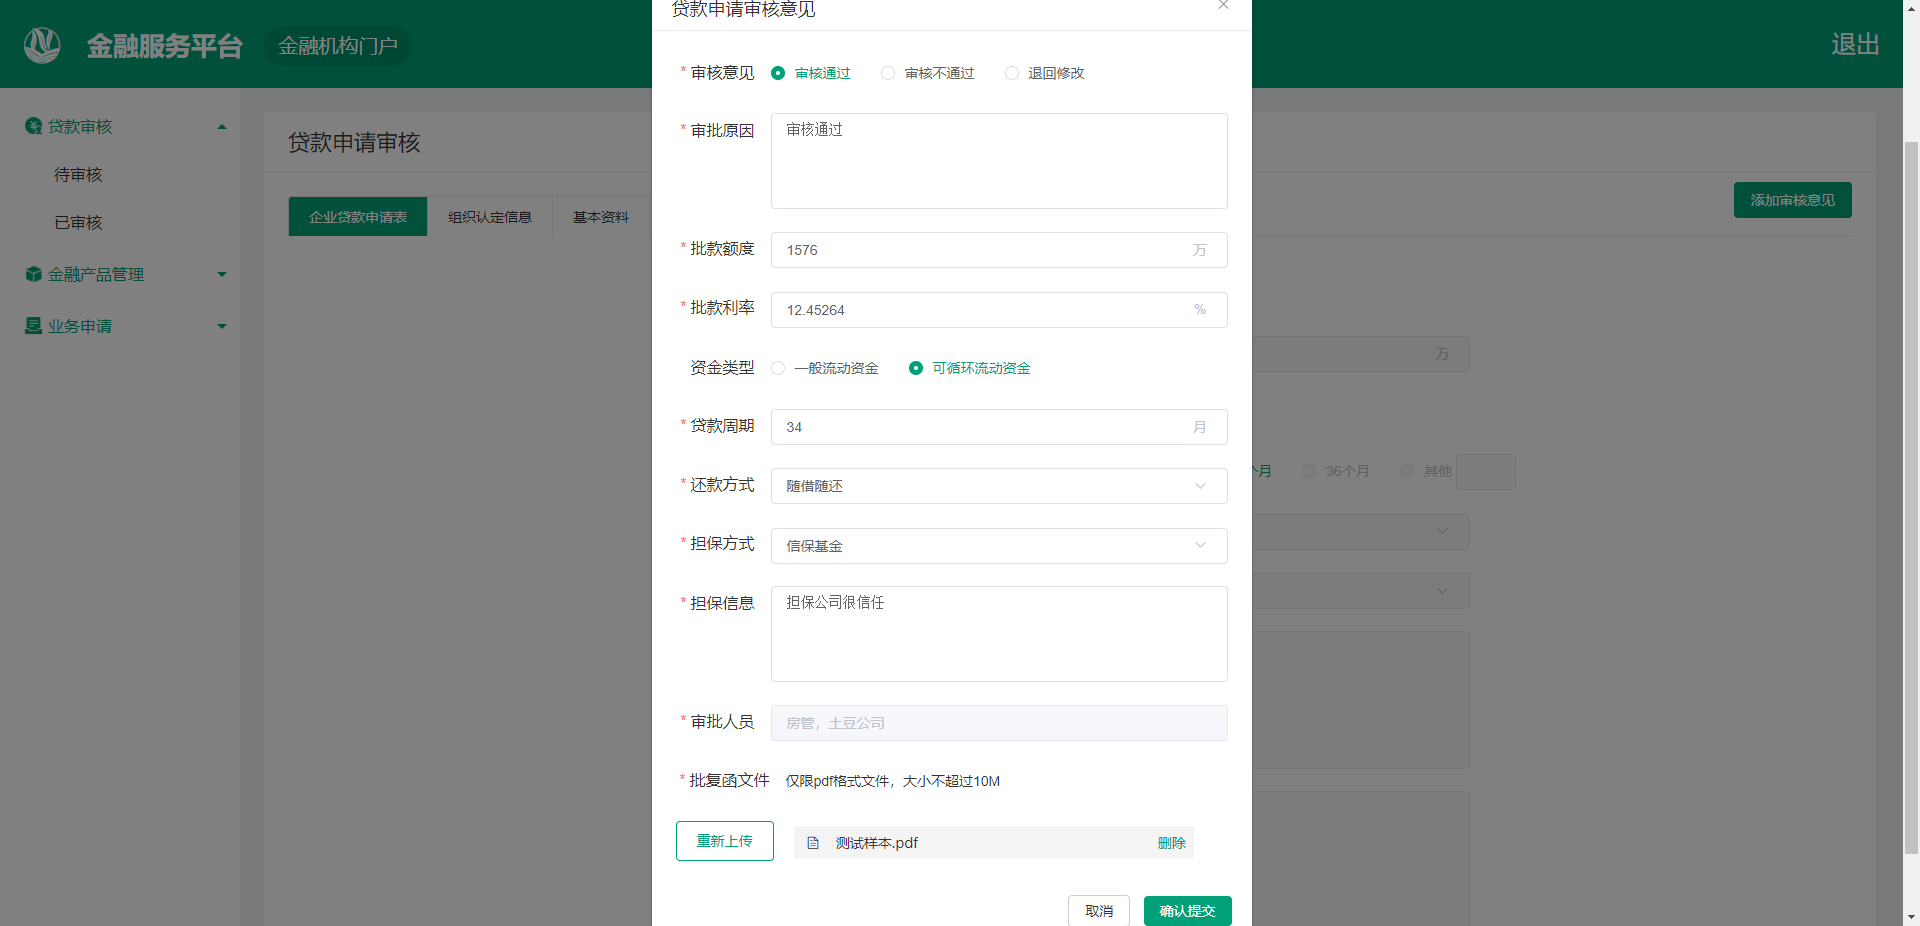 金融服务平台
金融机构门户
退出
贷款审核
待审核
已审核
金融产品管理
业务申请
贷款申请审核
企业贷款申请表
组织认定信息
基本资料
添加审核意见
万
个月
36个月
其他
贷款申请审核意见
* 审核意见 审核通过 审核不通过 退回修改
* 审批原因 审核通过
* 批款额度 1576 万
* 批款利率 12.45264 %
资金类型 一般流动资金 可循环流动资金
* 贷款周期 34 月
* 还款方式 随借随还
* 担保方式 信保基金
* 担保信息 担保公司很信任
* 审批人员 房管，土豆公司
* 批复函文件 仅限pdf格式文件，大小不超过10M
重新上传 测试样本.pdf 删除
取消 确认提交